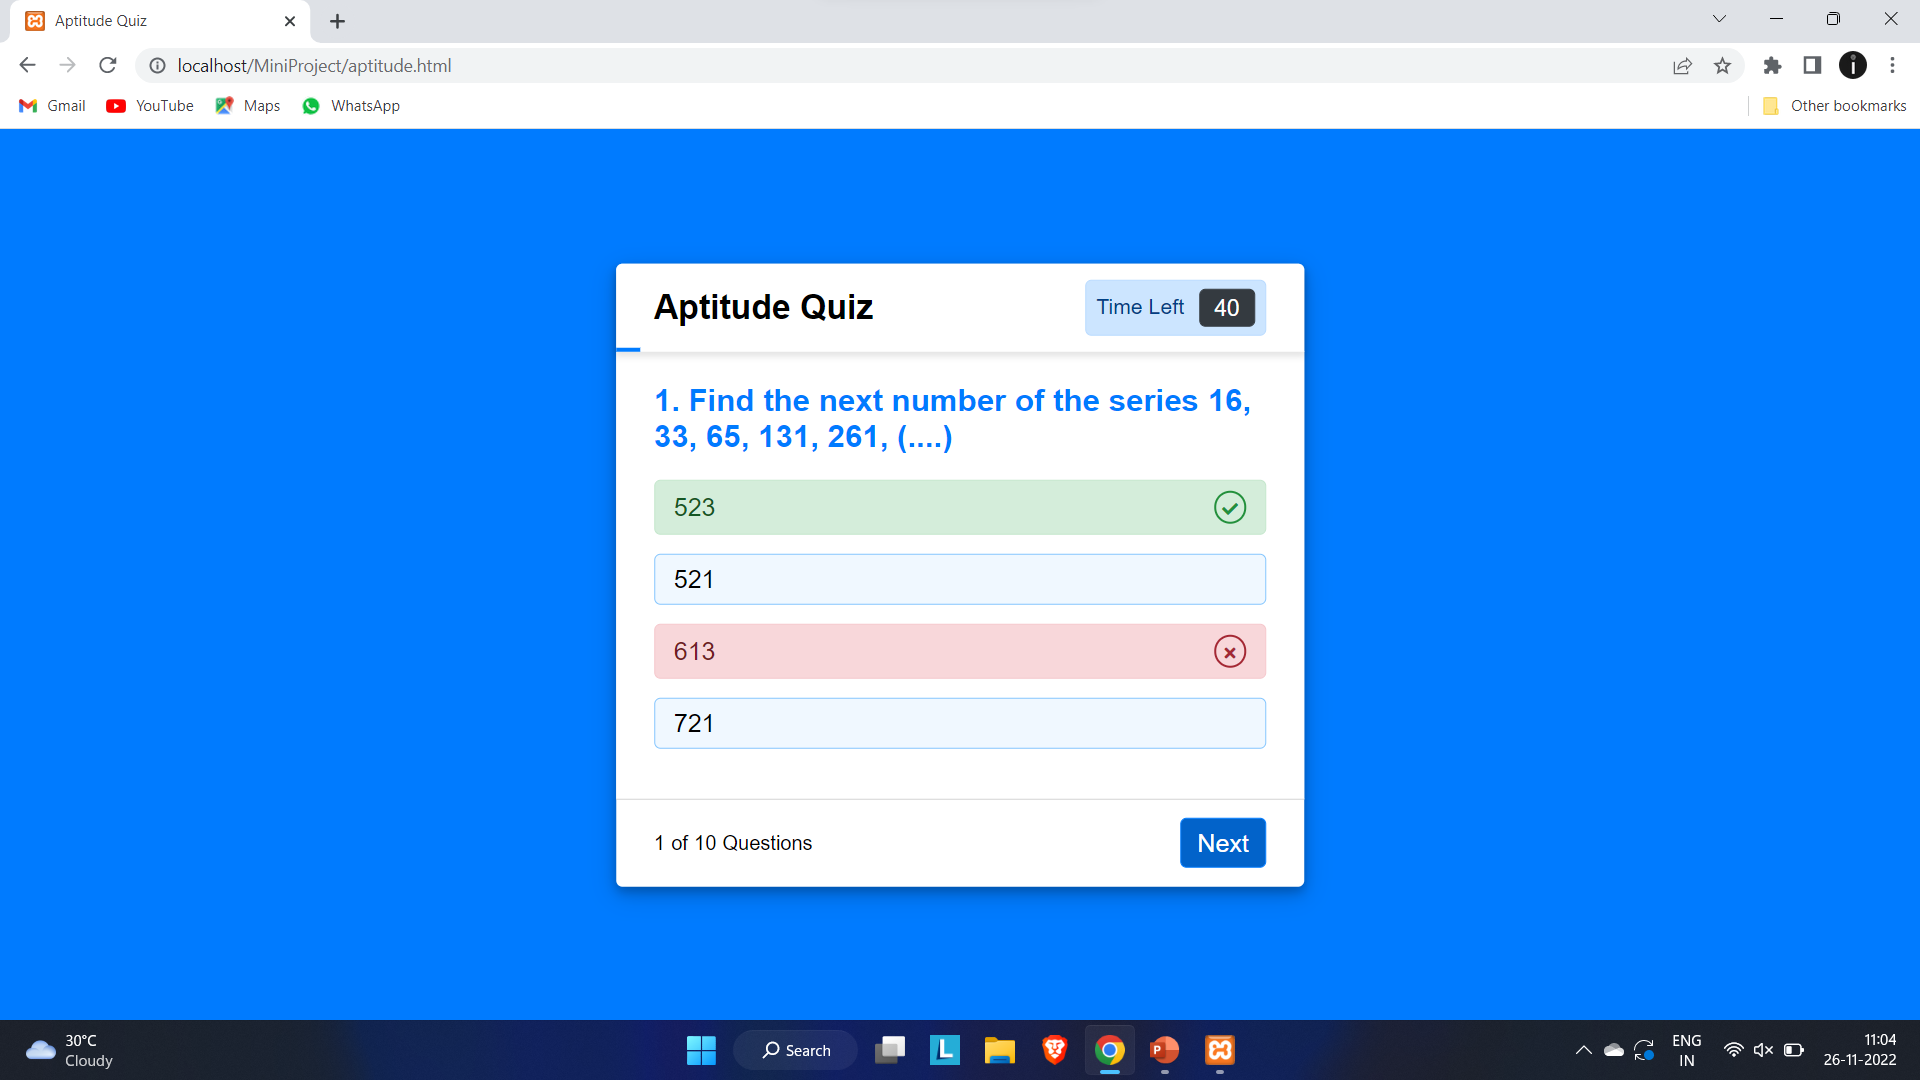 Aptitude Quiz
localhost/MiniProject/aptitude.html
Gmail YouTube Maps WhatsApp Other bookmarks
Aptitude Quiz
Time Left 40
1. Find the next number of the series 16,
33, 65, 131, 261, (....)
523
521
613
721
1 of 10 Questions
Next
30°C
Cloudy
Search
L
P
ENG
IN
11:04
26-11-2022